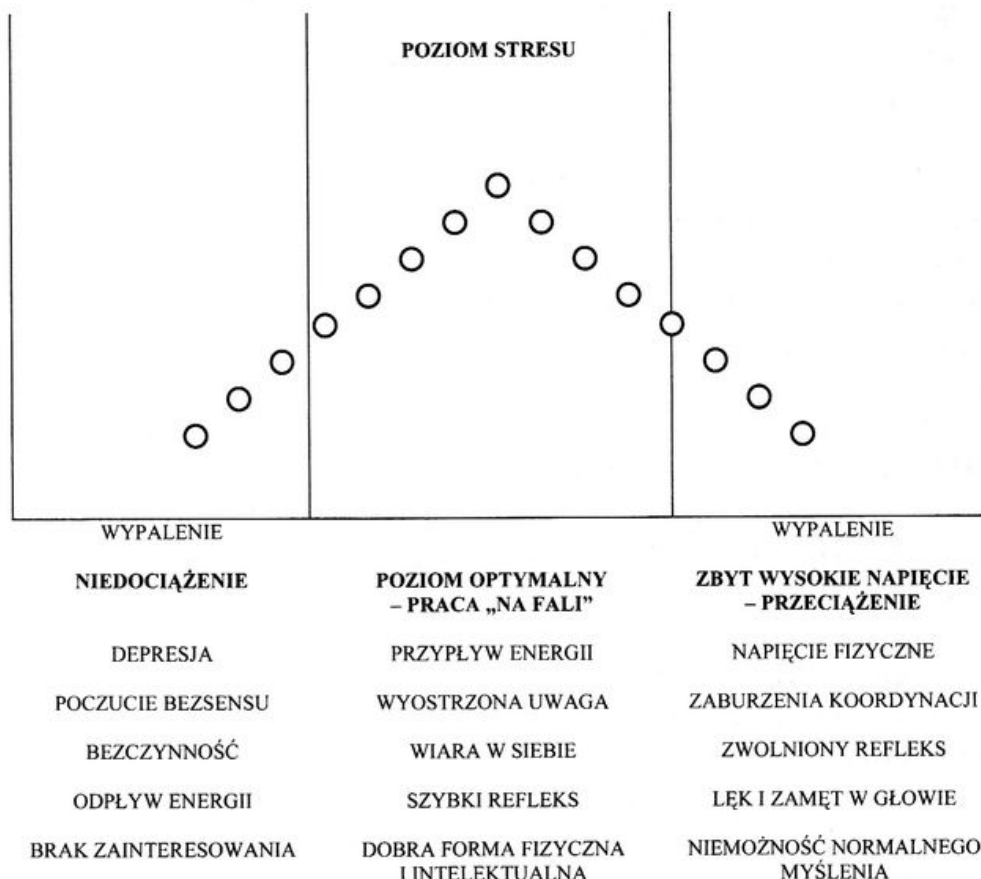 POZIOM STRESU
WYPALENIE
NIEDOCIĄŻENIE
DEPRESJA
POCZUCIE BEZSENSU
BEZCZYNNOŚĆ
ODPŁYW ENERGII
BRAK ZAINTERESOWANIA
POZIOM OPTYMALNY
– PRACA „NA FALI”
PRZYPŁYW ENERGII
WYOSTRZONA UWAGA
WIARA W SIEBIE
SZYBKI REFLEKS
DOBRA FORMA FIZYCZNA
I INTELEKTUALNA
WYPALENIE
ZBYT WYSOKIE NAPIĘCIE
– PRZECIĄŻENIE
NAPIĘCIE FIZYCZNE
ZABURZENIA KOORDYNACJI
ZWOLNIONY REFLEKS
LĘK I ZAMĘT W GŁOWIE
NIEMOŻNOŚĆ NORMALNEGO
MYŚLENIA